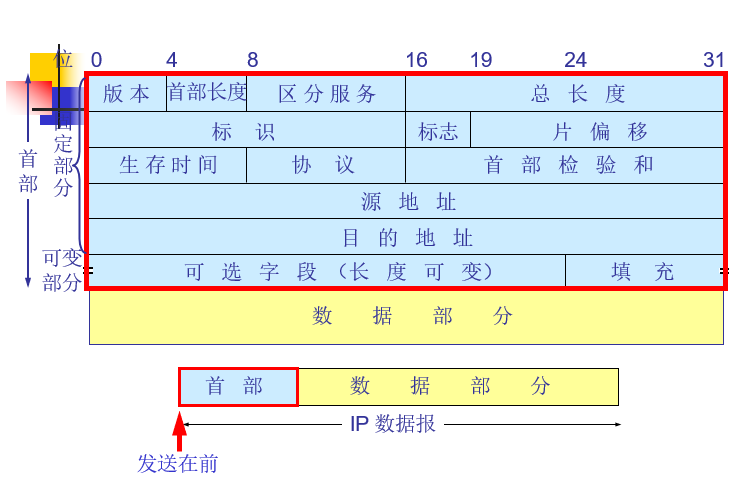 位 0 4 8 16 19 24 31
版本 首部长度 区分服务 总长度
标识 标志 片偏移
生存时间 协议 首部检验和
源地址
目的地址
可选字段（长度可变） 填充
首部
定部分
可变
部分
数据部分
首部 数据部分
IP 数据报
发送在前